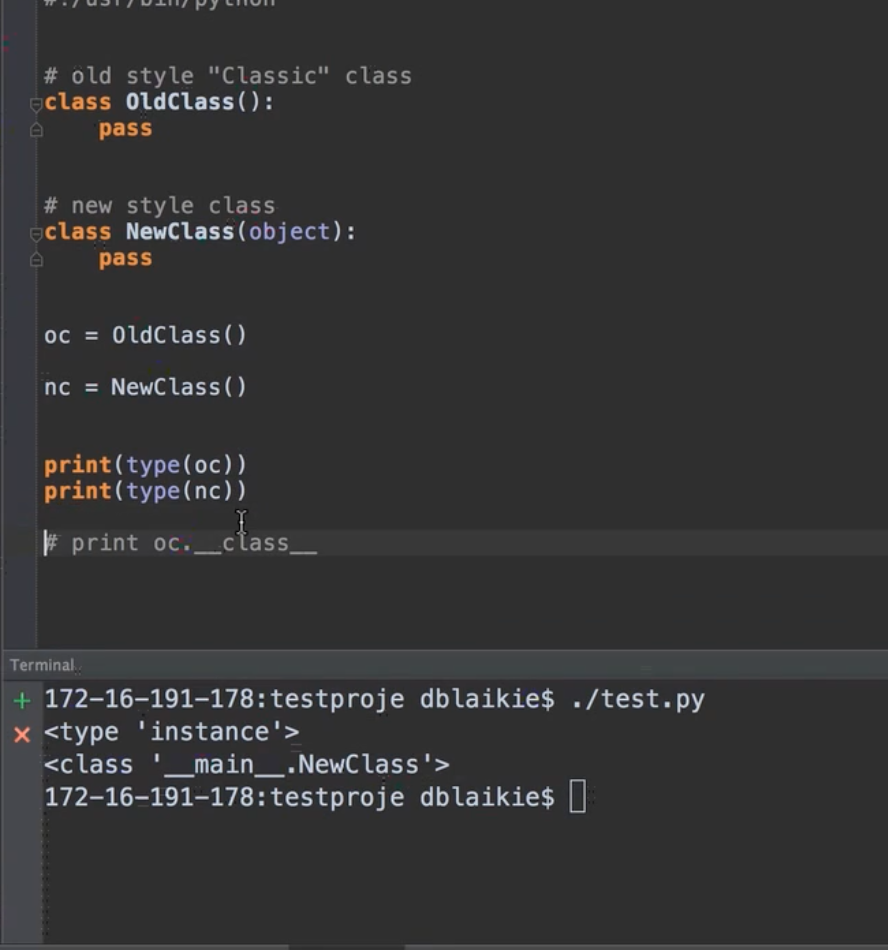 #!/usr/bin/python
# old style "Classic" class
class OldClass():
pass
# new style class
class NewClass(object):
pass
oc = OldClass()
nc = NewClass()
print(type(oc))
print(type(nc))
# print oc.__class__
Terminal
172-16-191-178:testproje dblaikie$ ./test.py
<type 'instance'>
<class '__main__.NewClass'>
172-16-191-178:testproje dblaikie$